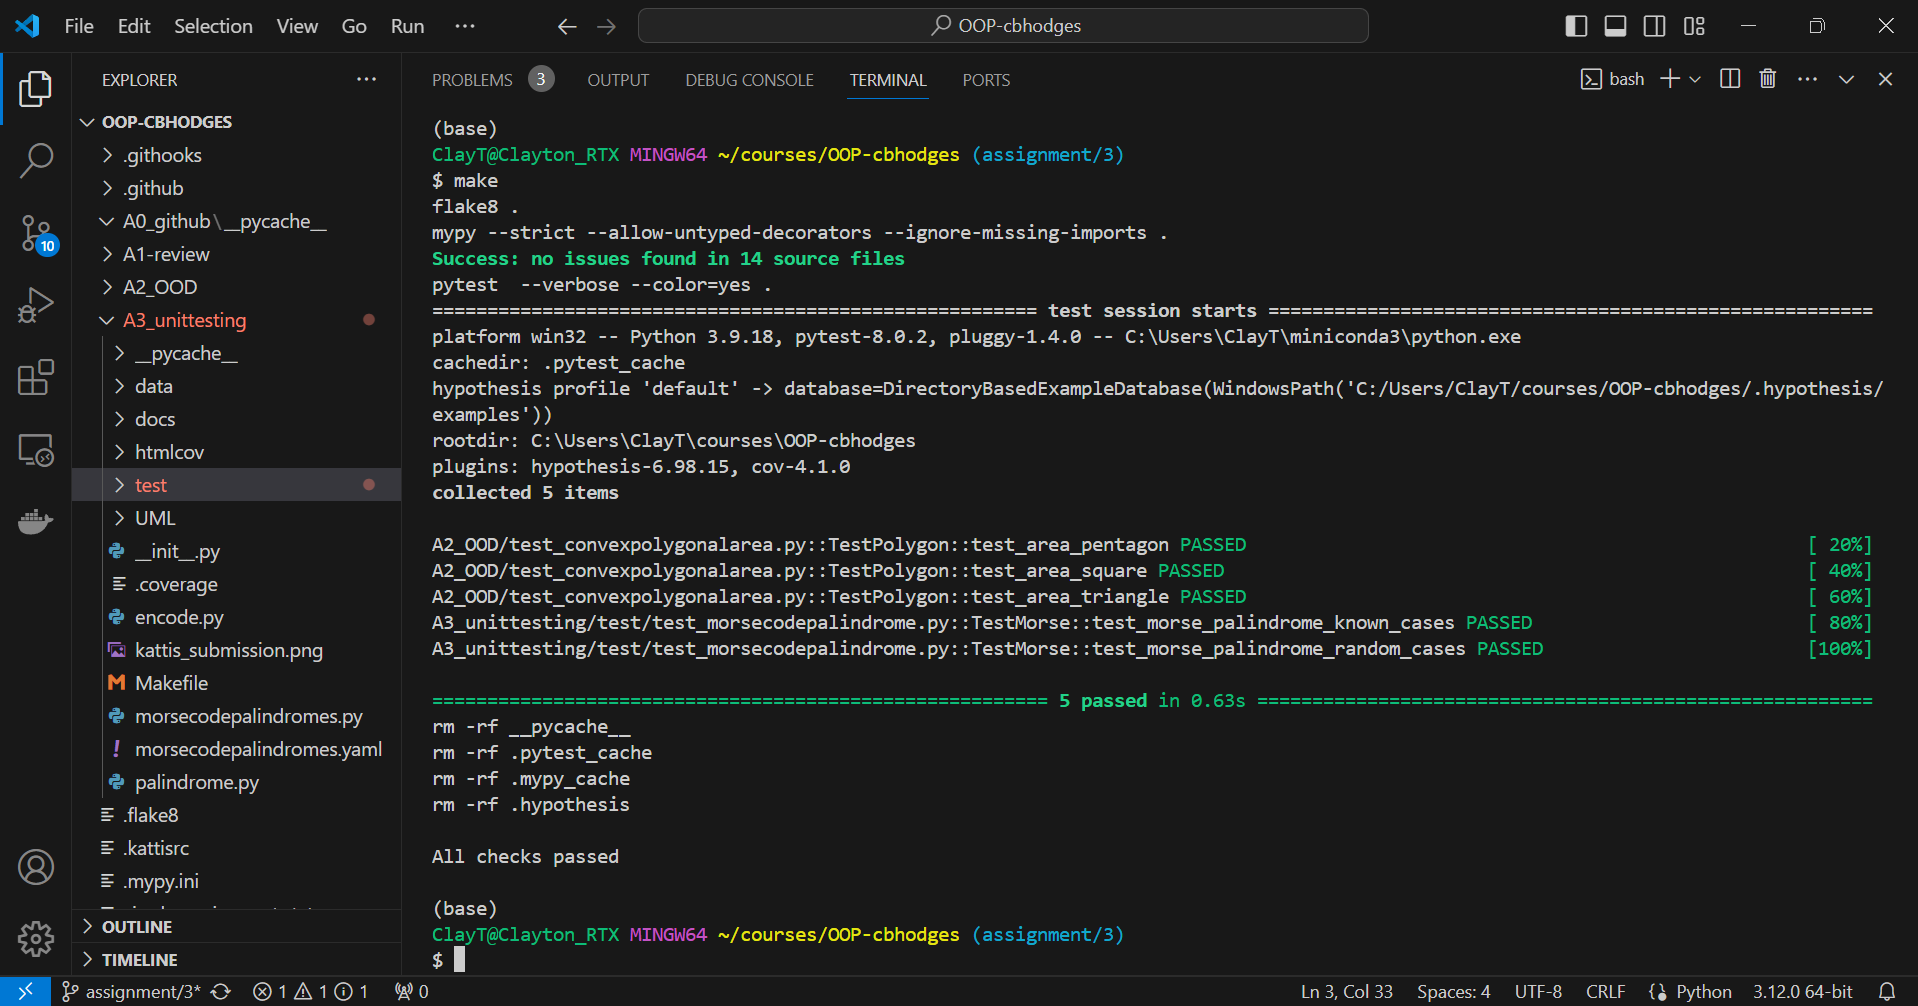 File Edit Selection View Go Run ··· OOP-cbhodges
EXPLORER ···
OOP-CBHODGES
.githooks
.github
A0_github\__pycache__
A1-review
A2_OOD
A3_unittesting
__pycache__
data
docs
htmlcov
test
UML
__init__.py
.coverage
encode.py
kattis_submission.png
Makefile
morsecodepalindromes.py
morsecodepalindromes.yaml
palindrome.py
.flake8
.kattisrc
.mypy.ini
OUTLINE
TIMELINE
10
PROBLEMS 3 OUTPUT DEBUG CONSOLE TERMINAL PORTS bash
(base)
ClayT@Clayton_RTX MINGW64 ~/courses/OOP-cbhodges (assignment/3)
$ make
flake8 .
mypy --strict --allow-untyped-decorators --ignore-missing-imports .
Success: no issues found in 14 source files
pytest  --verbose --color=yes .
======================================================= test session starts =======================================================
platform win32 -- Python 3.9.18, pytest-8.0.2, pluggy-1.4.0 -- C:\Users\ClayT\miniconda3\python.exe
cachedir: .pytest_cache
hypothesis profile 'default' -> database=DirectoryBasedExampleDatabase(WindowsPath('C:/Users/ClayT/courses/OOP-cbhodges/.hypothesis/
examples'))
rootdir: C:\Users\ClayT\courses\OOP-cbhodges
plugins: hypothesis-6.98.15, cov-4.1.0
collected 5 items
A2_OOD/test_convexpolygonalarea.py::TestPolygon::test_area_pentagon PASSED [ 20%]
A2_OOD/test_convexpolygonalarea.py::TestPolygon::test_area_square PASSED [ 40%]
A2_OOD/test_convexpolygonalarea.py::TestPolygon::test_area_triangle PASSED [ 60%]
A3_unittesting/test/test_morsecodepalindrome.py::TestMorse::test_morse_palindrome_known_cases PASSED [ 80%]
A3_unittesting/test/test_morsecodepalindrome.py::TestMorse::test_morse_palindrome_random_cases PASSED [100%]
======================================================== 5 passed in 0.63s ========================================================
rm -rf __pycache__
rm -rf .pytest_cache
rm -rf .mypy_cache
rm -rf .hypothesis
All checks passed
(base)
ClayT@Clayton_RTX MINGW64 ~/courses/OOP-cbhodges (assignment/3)
$
assignment/3* 1 1 1 0 Ln 3, Col 33 Spaces: 4 UTF-8 CRLF Python 3.12.0 64-bit